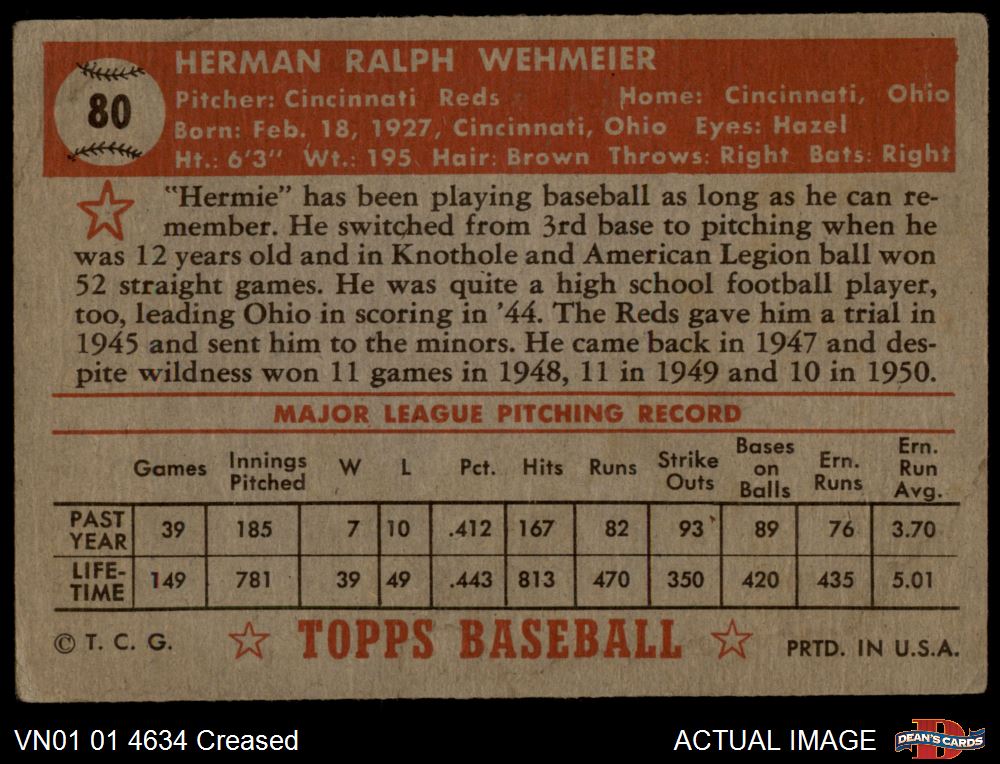 HERMAN RALPH WEHMEIER
80
Pitcher: Cincinnati Reds Home: Cincinnati, Ohio
Born: Feb. 18, 1927, Cincinnati, Ohio Eyes: Hazel
Ht.: 6'3" Wt.: 195 Hair: Brown Throws: Right Bats: Right
"Hermie" has been playing baseball as long as he can re-
member. He switched from 3rd base to pitching when he
was 12 years old and in Knothole and American Legion ball won
52 straight games. He was quite a high school football player,
too, leading Ohio in scoring in '44. The Reds gave him a trial in
1945 and sent him to the minors. He came back in 1947 and des-
pite wildness won 11 games in 1948, 11 in 1949 and 10 in 1950.
MAJOR LEAGUE PITCHING RECORD
Games Innings Pitched W L Pct. Hits Runs Strike Outs Bases on Balls Ern. Runs Ern. Run Avg.
PAST YEAR 39 185 7 10 .412 167 82 93 89 76 3.70
LIFE-TIME 149 781 39 49 .443 813 470 350 420 435 5.01
© T. C. G. TOPPS BASEBALL PRTD. IN U.S.A.
VN01 01 4634 Creased ACTUAL IMAGE DEAN'S CARDS